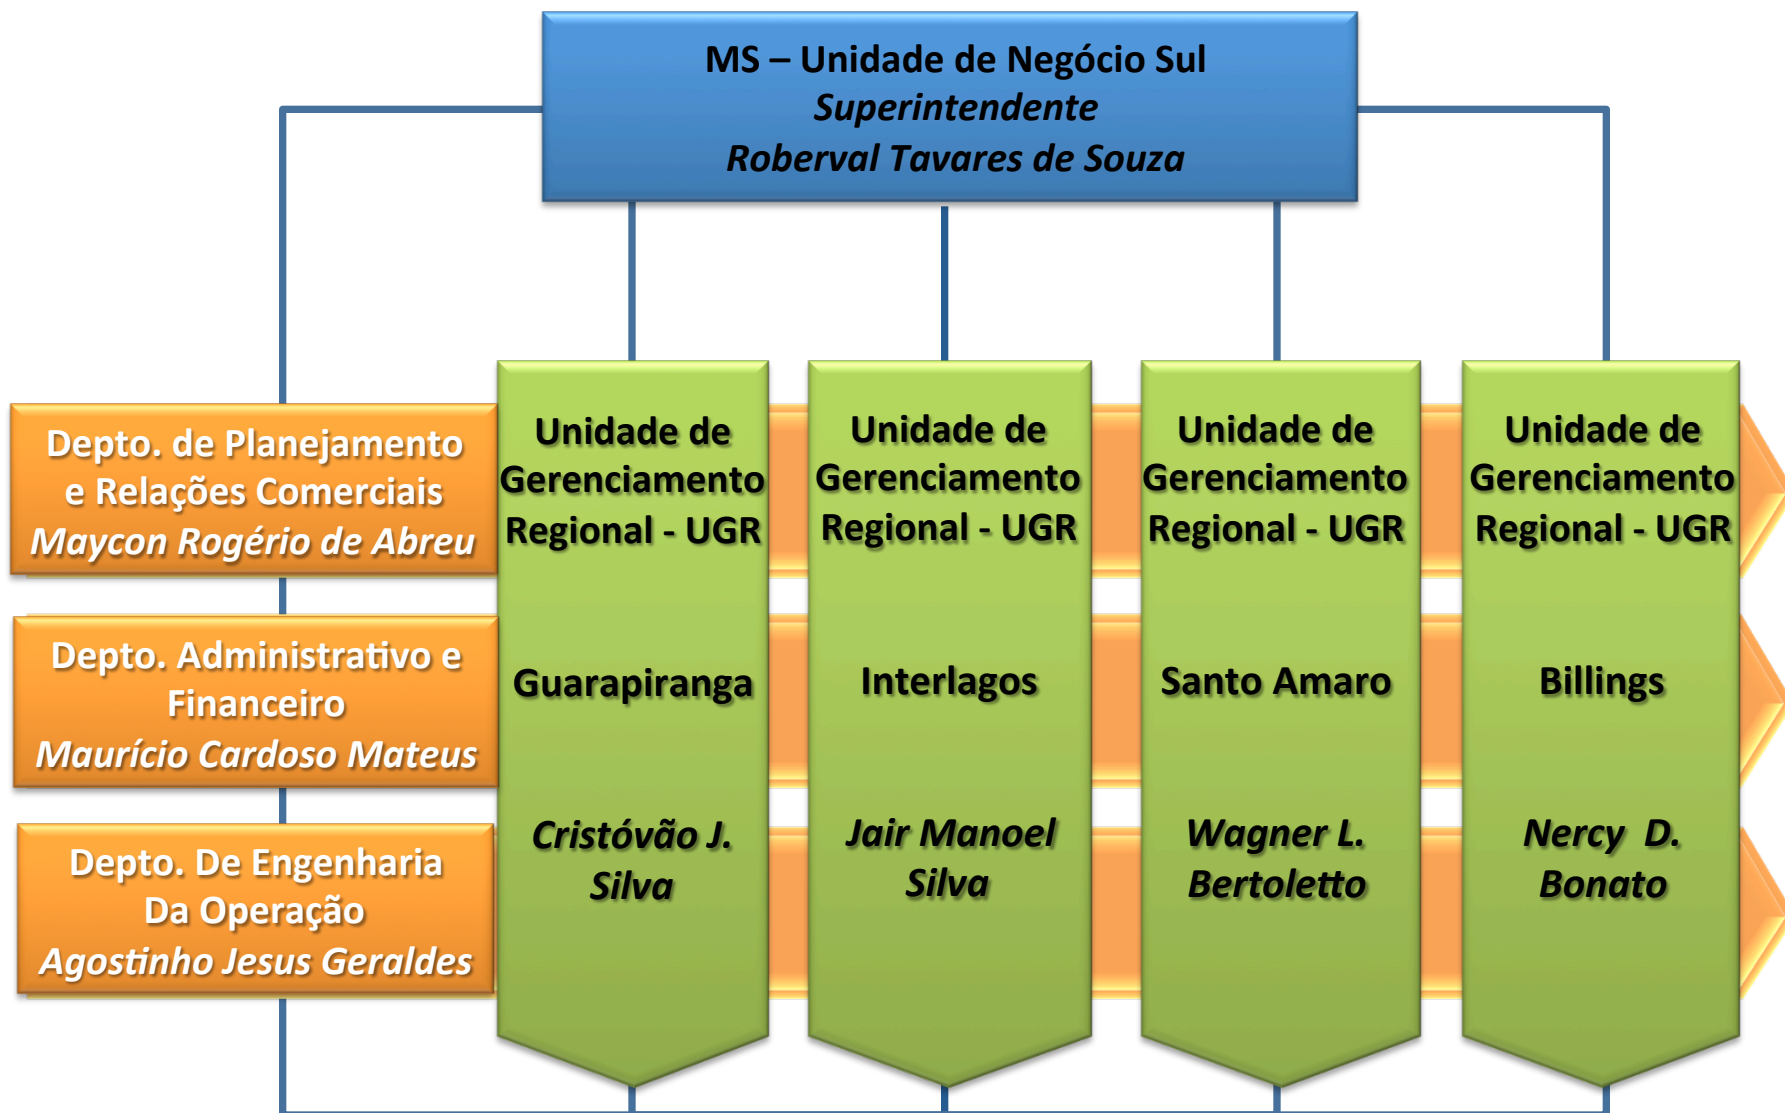 MS – Unidade de Negócio Sul
Superintendente
Roberval Tavares de Souza
Depto. de Planejamento
e Relações Comerciais
Maycon Rogério de Abreu
Depto. Administrativo e
Financeiro
Maurício Cardoso Mateus
Depto. De Engenharia
Da Operação
Agostinho Jesus Geraldes
Unidade de
Gerenciamento
Regional - UGR
Guarapiranga
Cristóvão J.
Silva
Unidade de
Gerenciamento
Regional - UGR
Interlagos
Jair Manoel
Silva
Unidade de
Gerenciamento
Regional - UGR
Santo Amaro
Wagner L.
Bertoletto
Unidade de
Gerenciamento
Regional - UGR
Billings
Nercy D.
Bonato